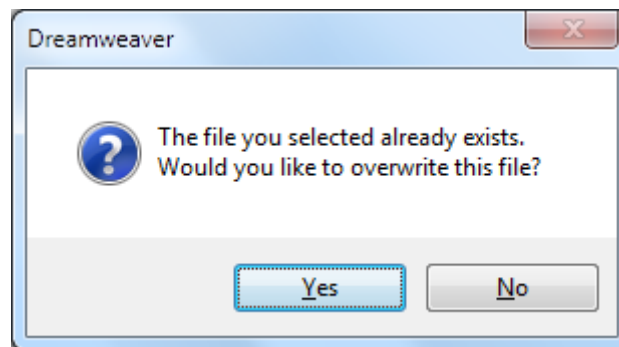 Dreamweaver
The file you selected already exists.
Would you like to overwrite this file?
Yes
No